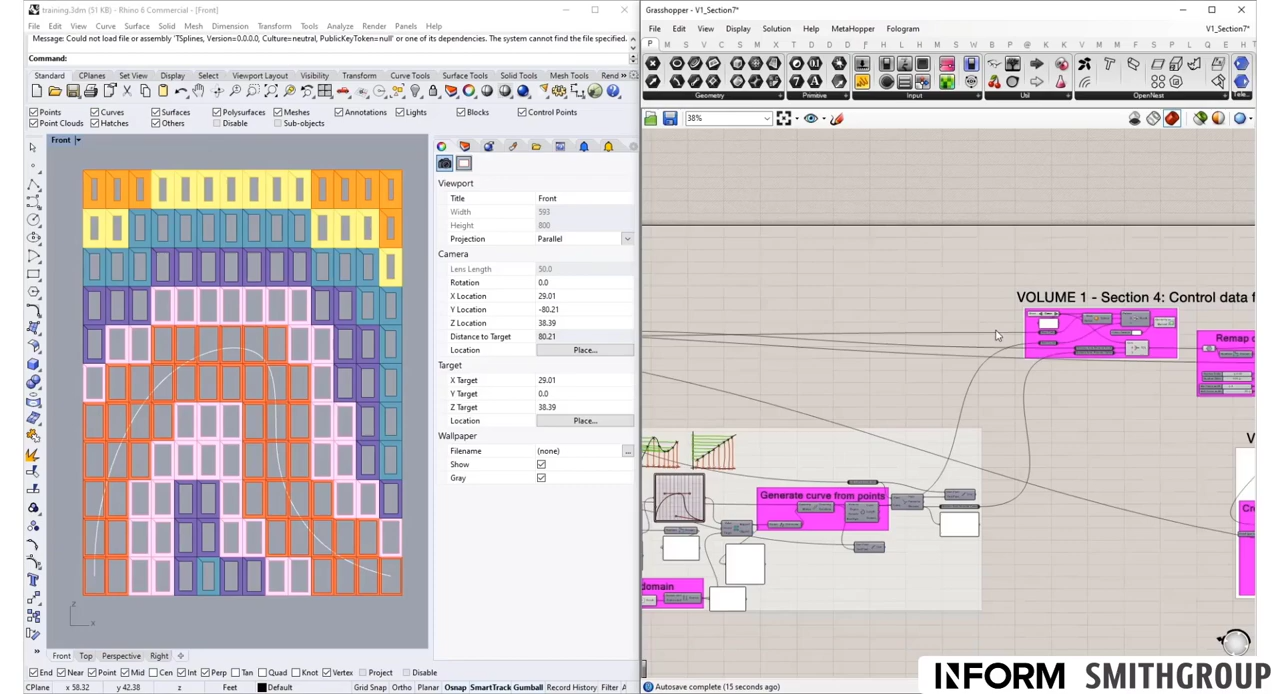 training.3dm (51 KB) - Rhino 6 Commercial - [Front]
File Edit View Curve Surface Solid Mesh Dimension Transform Tools Analyze Render Panels Help
Message: Could not load file or assembly 'TSplines, Version=0.0.0.0, Culture=neutral, PublicKeyToken=null' or one of its dependencies. The system cannot find the file specified.
Command:
Standard CPlanes Set View Display Select Viewport Layout Visibility Transform Curve Tools Surface Tools Solid Tools Mesh Tools Rend »
Points Curves Surfaces Polysurfaces Meshes Annotations Lights Blocks Control Points
Point Clouds Hatches Others Disable Sub-objects
Front
Viewport
Title Front
Width 593
Height 800
Projection Parallel
Camera
Lens Length 50.0
Rotation 0.0
X Location 29.01
Y Location -80.21
Z Location 38.39
Distance to Target 80.21
Location Place...
Target
X Target 29.01
Y Target 0.0
Z Target 38.39
Location Place...
Wallpaper
Filename (none) ...
Show
Gray
z
x
Front Top Perspective Right
End Near Point Mid Cen Int Perp Tan Quad Knot Vertex Project Disable
CPlane x 58.32 y 42.38 z Feet Default Grid Snap Ortho Planar Osnap SmartTrack Gumball Record History Filter
Grasshopper - V1_Section7*
File Edit View Display Solution Help MetaHopper Fologram V1_Section7*
Geometry Primitive Input Util OpenNest Tele...
38%
VOLUME 1 - Section 4: Control data f
Remap d
Generate curve from points
domain
V
Cr
Autosave complete (15 seconds ago)
INFORM SMITHGROUP